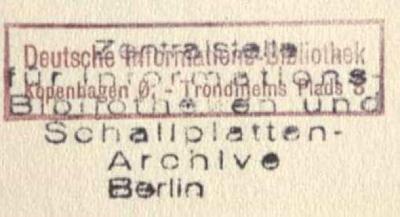 Deutsche Informations-Bibliothek
Kopenhagen Ø. - Trondhjems Plads 3
Zentralstelle
für Informations-
Bibliotheken und
Schallplatten-
Archive
Berlin